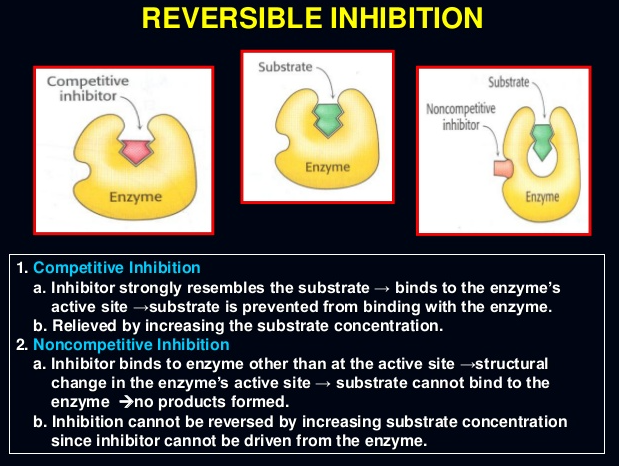 REVERSIBLE INHIBITION
Competitive
inhibitor
Enzyme
Substrate
Enzyme
Substrate
Noncompetitive
inhibitor
Enzyme
1. Competitive Inhibition
a. Inhibitor strongly resembles the substrate → binds to the enzyme's
active site →substrate is prevented from binding with the enzyme.
b. Relieved by increasing the substrate concentration.
2. Noncompetitive Inhibition
a. Inhibitor binds to enzyme other than at the active site →structural
change in the enzyme's active site → substrate cannot bind to the
enzyme →no products formed.
b. Inhibition cannot be reversed by increasing substrate concentration
since inhibitor cannot be driven from the enzyme.